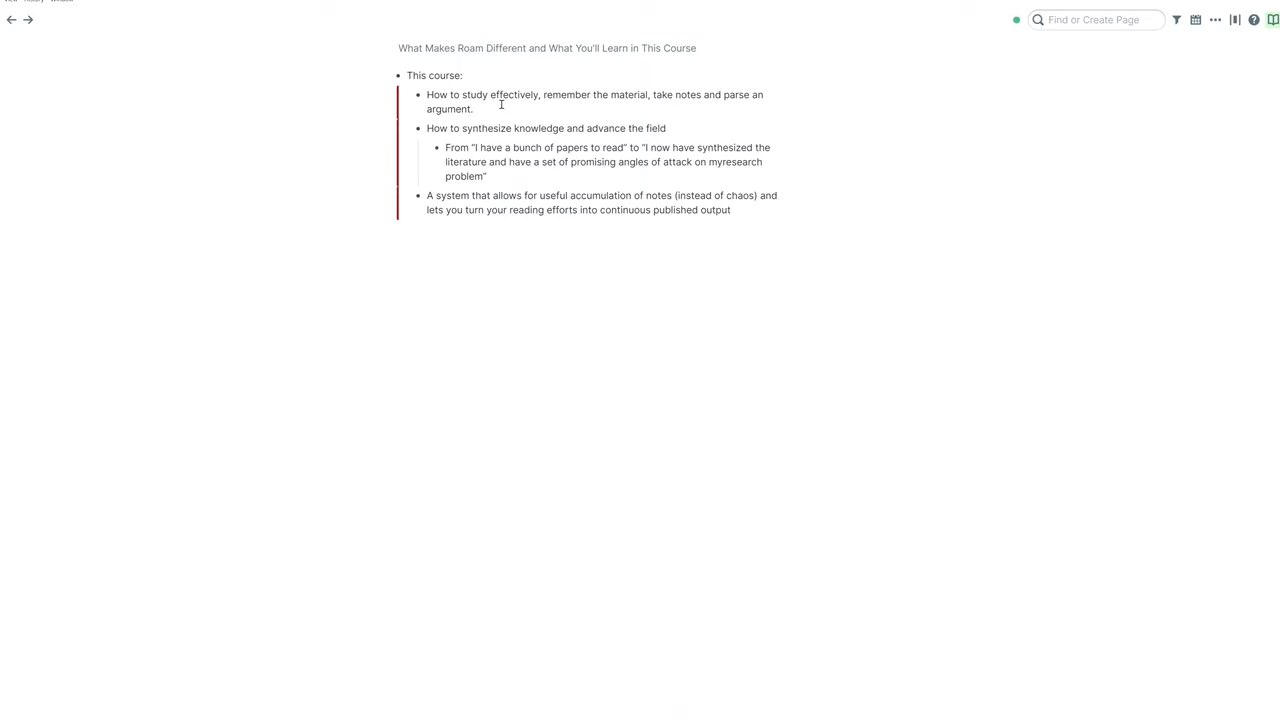 Find or Create Page
What Makes Roam Different and What You'll Learn in This Course
This course:
How to study effectively, remember the material, take notes and parse an
argument.
How to synthesize knowledge and advance the field
From “I have a bunch of papers to read” to “I now have synthesized the
literature and have a set of promising angles of attack on myresearch
problem”
A system that allows for useful accumulation of notes (instead of chaos) and
lets you turn your reading efforts into continuous published output